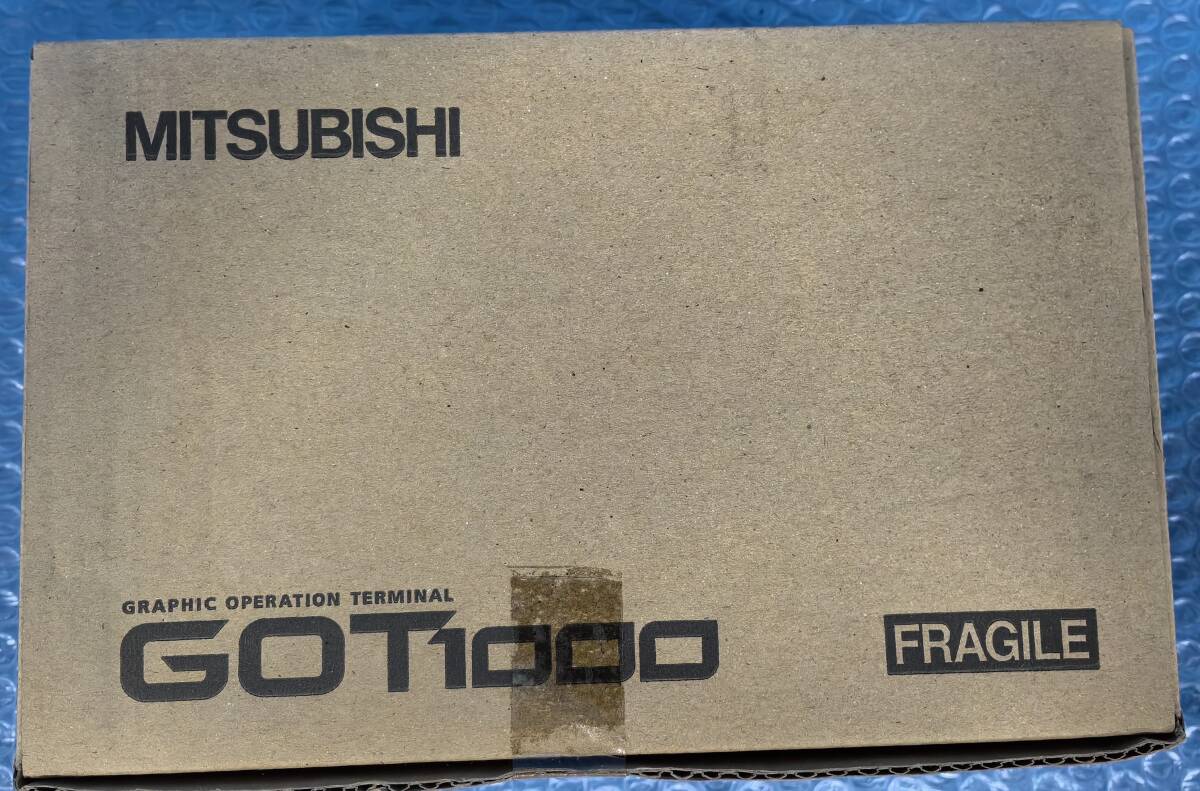 MITSUBISHI
GRAPHIC OPERATION TERMINAL
GOT1000
FRAGILE